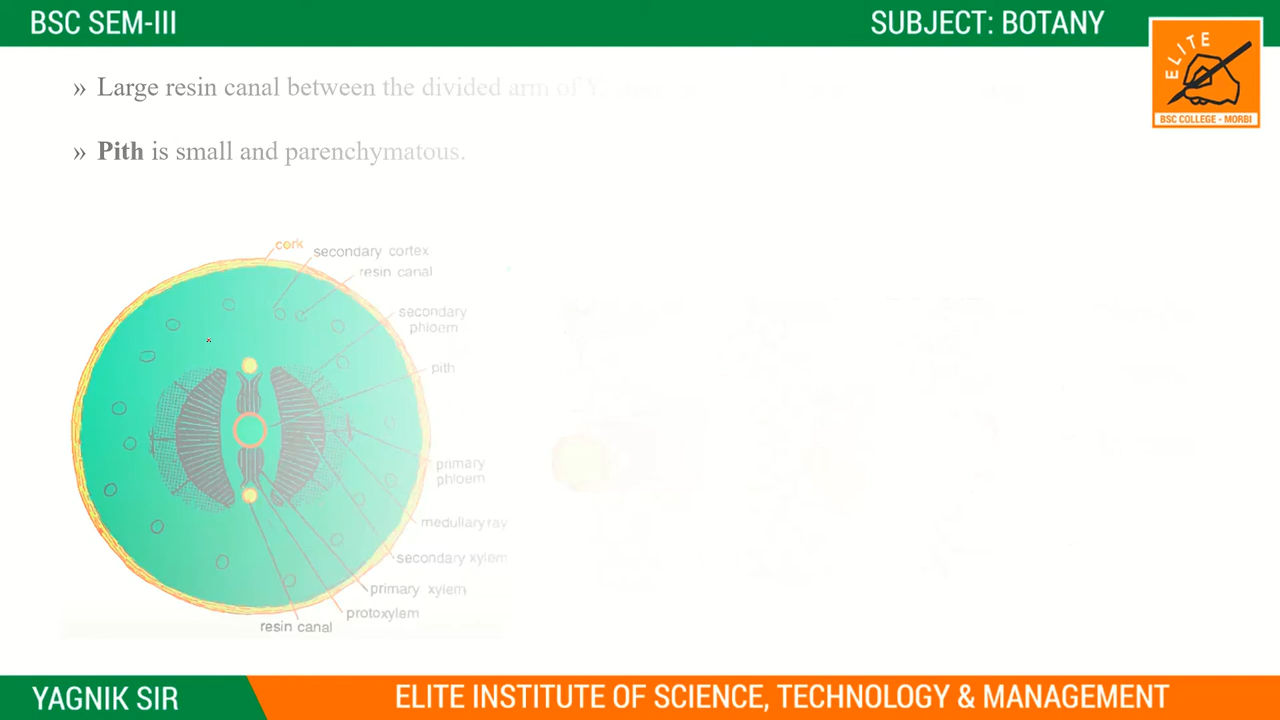 BSC SEM-III
SUBJECT: BOTANY
ELITE
BSC COLLEGE - MORBI
» Large resin canal between the divided arm of Y,
» Pith is small and parenchymatous.
cork
secondary cortex
resin canal
secondary
phloem
pith
primary
phloem
medullary ray
secondary xylem
primary xylem
protoxylem
resin canal
YAGNIK SIR
ELITE INSTITUTE OF SCIENCE, TECHNOLOGY & MANAGEMENT